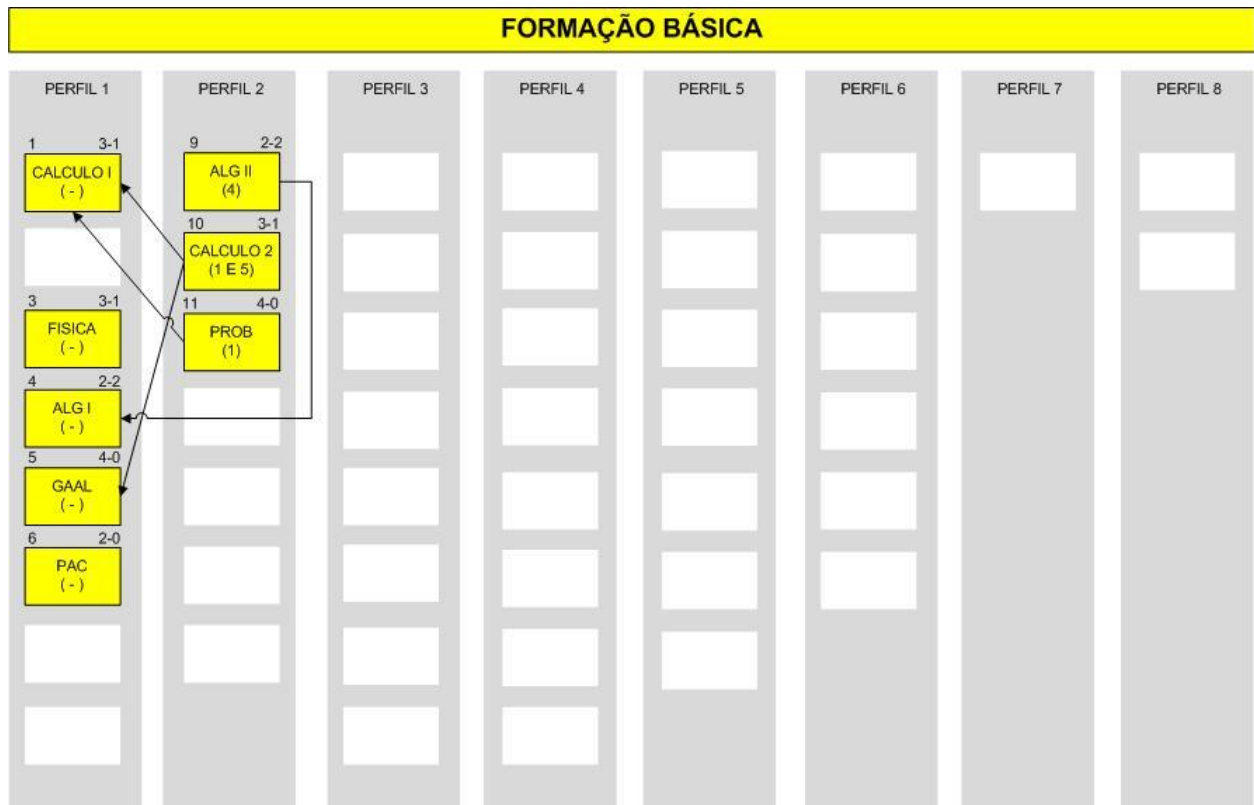 FORMAÇÃO BÁSICA
PERFIL 1
PERFIL 2
PERFIL 3
PERFIL 4
PERFIL 5
PERFIL 6
PERFIL 7
PERFIL 8
1 3-1
CALCULO I
( - )
3 3-1
FISICA
( - )
4 2-2
ALG I
( - )
5 4-0
GAAL
( - )
6 2-0
PAC
( - )
9 2-2
ALG II
(4)
10 3-1
CALCULO 2
(1 E 5)
11 4-0
PROB
(1)